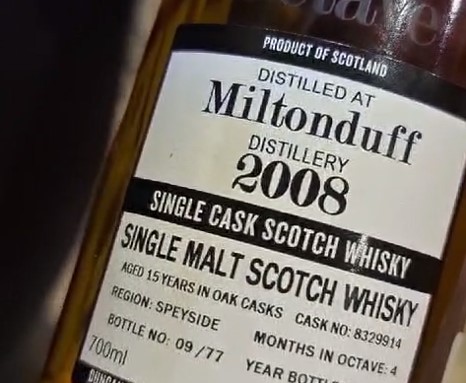 PRODUCT OF SCOTLAND
DISTILLED AT
Miltonduff
DISTILLERY
2008
SINGLE CASK SCOTCH WHISKY
SINGLE MALT SCOTCH WHISKY
AGED 15 YEARS IN OAK CASKS CASK NO: 8329914
REGION: SPEYSIDE MONTHS IN OCTAVE: 4
BOTTLE NO: 09/77 YEAR
700ml